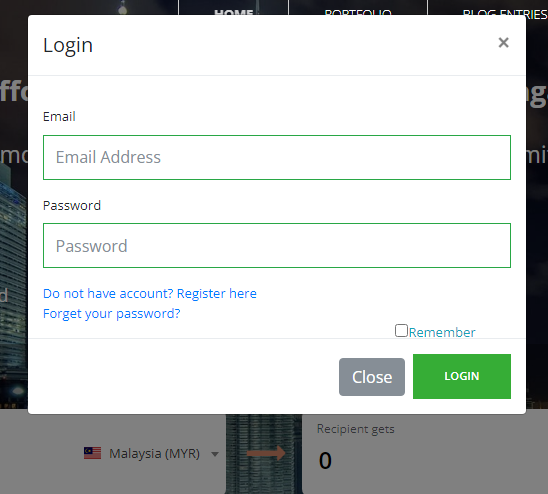 HOME PORTFOLIO BLOG ENTRIES
Login ×
Email
Email Address
Password
Password
Do not have account? Register here
Forget your password?
Remember
Close LOGIN
Recipient gets
Malaysia (MYR)
0